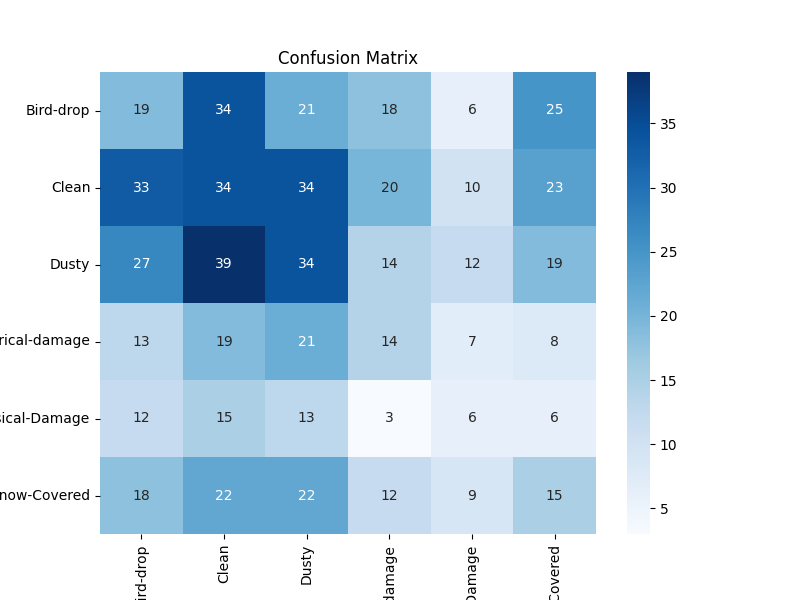 Confusion Matrix
Bird-drop 19 34 21 18 6 25
Clean 33 34 34 20 10 23
Dusty 27 39 34 14 12 19
rical-damage 13 19 21 14 7 8
sical-Damage 12 15 13 3 6 6
now-Covered 18 22 22 12 9 15
ird-drop Clean Dusty damage Damage Covered
35
30
25
20
15
10
5